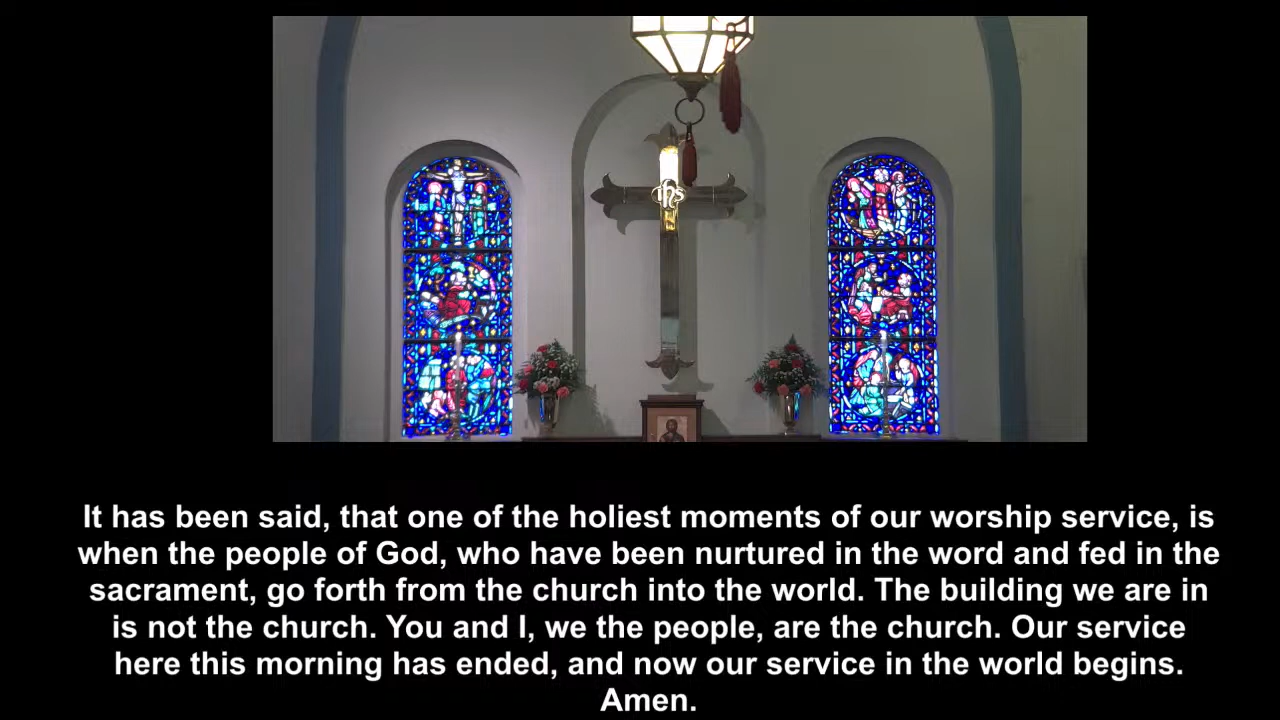 ihs
It has been said, that one of the holiest moments of our worship service, is
when the people of God, who have been nurtured in the word and fed in the
sacrament, go forth from the church into the world. The building we are in
is not the church. You and I, we the people, are the church. Our service
here this morning has ended, and now our service in the world begins.
Amen.